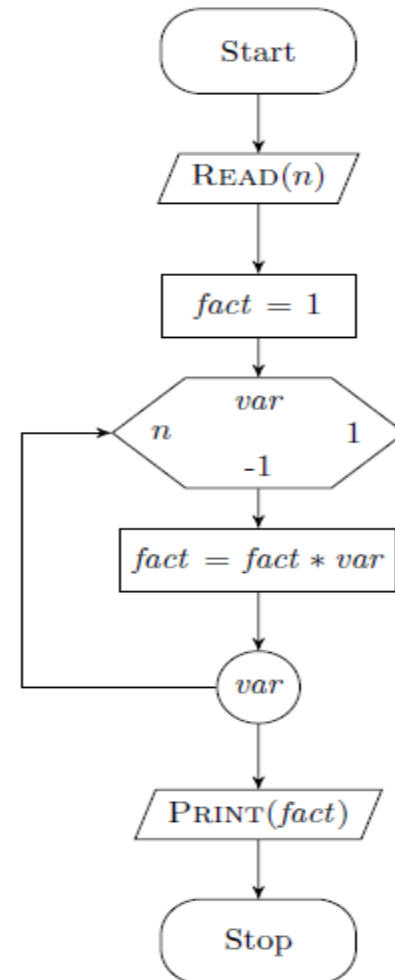 Start
READ(n)
fact = 1
var
n 1
-1
fact = fact * var
var
PRINT(fact)
Stop